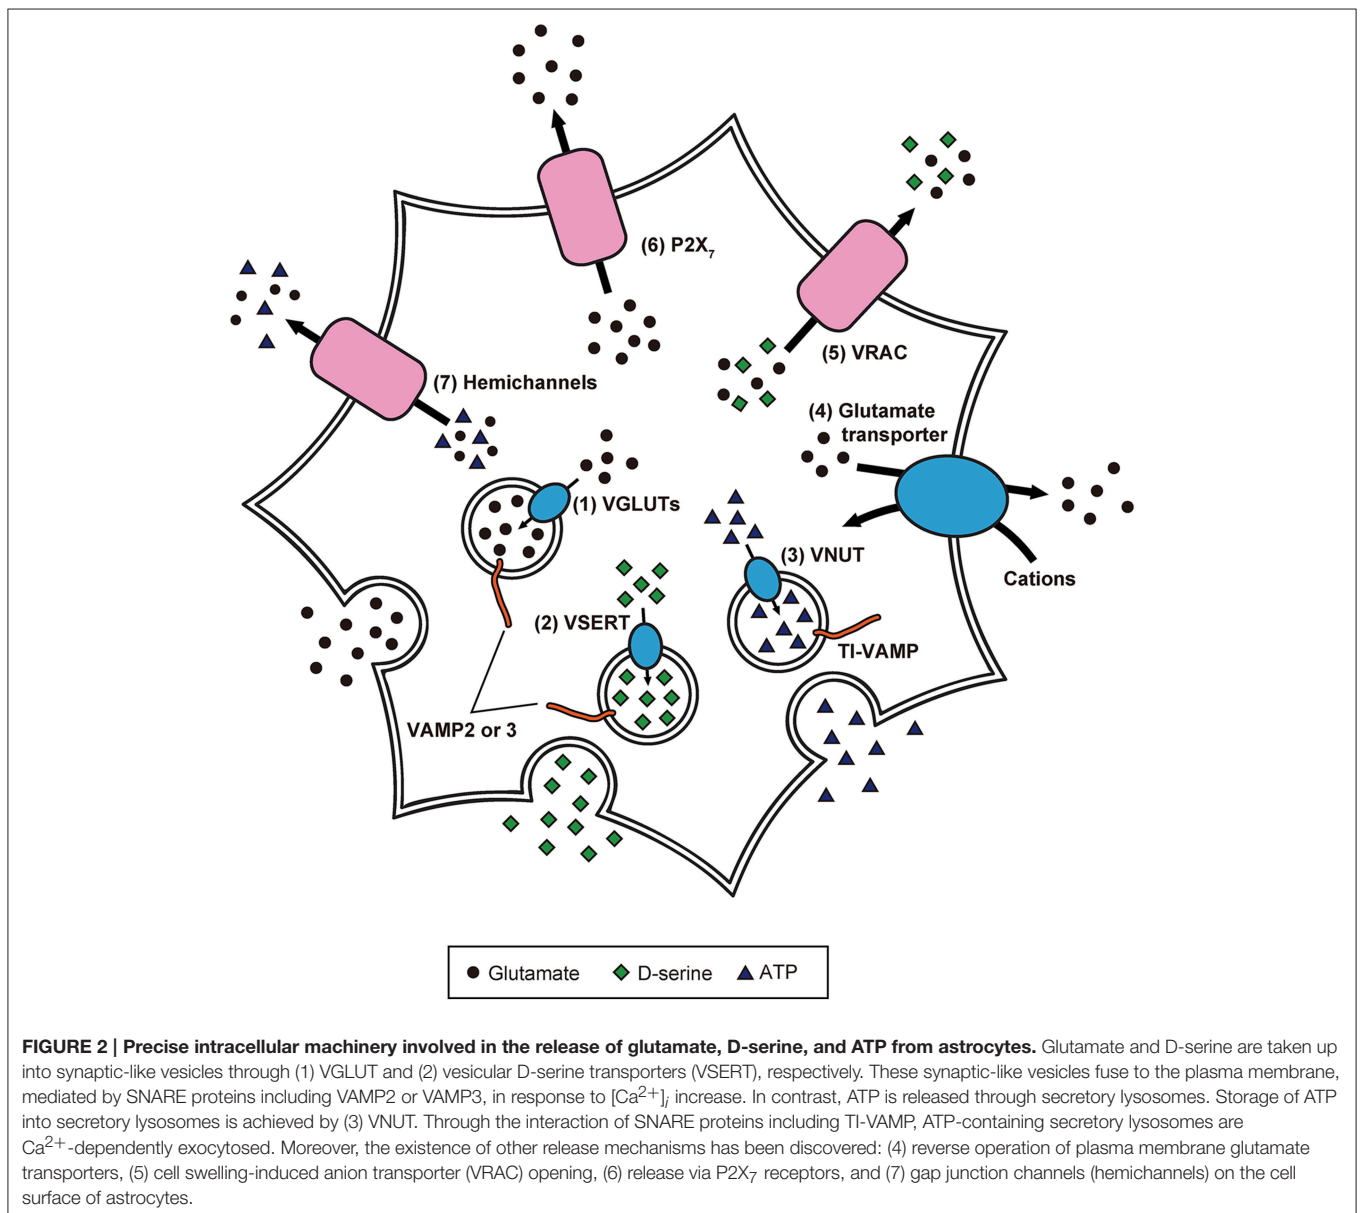 (6) P2X7
(5) VRAC
(7) Hemichannels
(4) Glutamate
transporter
(1) VGLUTs
(3) VNUT
Cations
(2) VSERT
TI-VAMP
VAMP2 or 3
Glutamate D-serine ATP
FIGURE 2 | Precise intracellular machinery involved in the release of glutamate, D-serine, and ATP from astrocytes. Glutamate and D-serine are taken up
into synaptic-like vesicles through (1) VGLUT and (2) vesicular D-serine transporters (VSERT), respectively. These synaptic-like vesicles fuse to the plasma membrane,
mediated by SNARE proteins including VAMP2 or VAMP3, in response to [Ca2+]i increase. In contrast, ATP is released through secretory lysosomes. Storage of ATP
into secretory lysosomes is achieved by (3) VNUT. Through the interaction of SNARE proteins including TI-VAMP, ATP-containing secretory lysosomes are
Ca2+-dependently exocytosed. Moreover, the existence of other release mechanisms has been discovered: (4) reverse operation of plasma membrane glutamate
transporters, (5) cell swelling-induced anion transporter (VRAC) opening, (6) release via P2X7 receptors, and (7) gap junction channels (hemichannels) on the cell
surface of astrocytes.